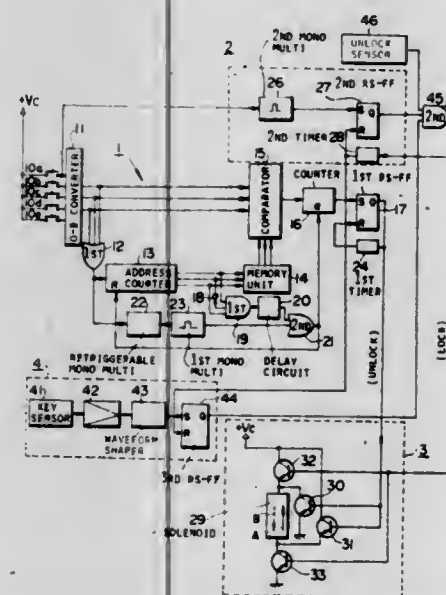 46
UNLOCK
SENSOR
2ND MONO
MULTI
2
26
2ND RS-FF
27
S Q
R
45
2ND
2ND TIMER
28
+Vc
11
1
10a
10d
10e
O-B CONVERTER
15
COMPARATOR
COUNTER
16
R
1ST RS-FF
S Q
R
17
12
1ST
13
ADDRESS
COUNTER
R
MEMORY
UNIT
14
24
1ST
TIMER
18
1ST
19
20
22
23
2ND
21
RETRIGGERABLE
MONO MULTI
1ST MONO
MULTI
DELAY
CIRCUIT
(UNLOCK)
(LOCK)
4
KEY
SENSOR
42
43
44
S Q
R
WAVEFORM
SHAPER
3RD RS-FF
+Vc
3
32
29
SOLENOID
B
A
30
31
33